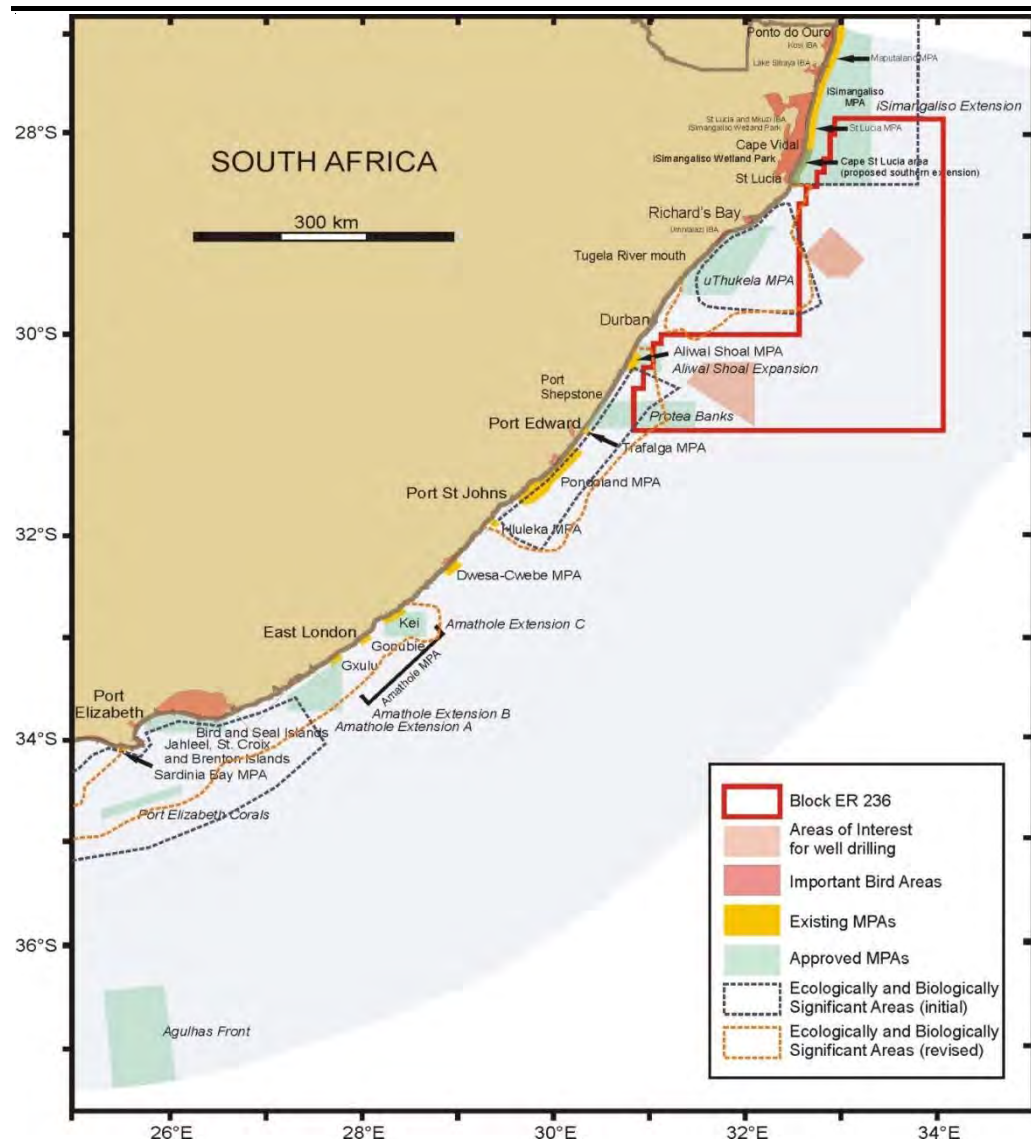 Ponto do Ouro
Kosi IBA
Lake Sibaya IBA
Maputaland MPA
iSimangaliso
MPA
iSimangaliso Extension
28°S
St Lucia and Mkuzi IBA
iSimangaliso Wetland Park
St Lucia MPA
SOUTH AFRICA
Cape Vidal
iSimangaliso Wetland Park
Cape St Lucia area
(proposed southern extension)
St Lucia
300 km
Richard's Bay
Umlalazi IBA
Tugela River mouth
uThukela MPA
Durban
30°S
Aliwal Shoal MPA
Aliwal Shoal Expansion
Port
Shepstone
Protea Banks
Port Edward
Trafalga MPA
Pondoland MPA
Port St Johns
32°S
Hluleka MPA
Dwesa-Cwebe MPA
Kei
Amathole Extension C
East London
Gonubie
Gxulu
Amathole MPA
Amathole Extension B
Amathole Extension A
Port
Elizabeth
Bird and Seal Islands
34°S
Jahleel, St. Croix
and Brenton Islands
Sardinia Bay MPA
Port Elizabeth Corals
Block ER 236
Areas of Interest
for well drilling
Important Bird Areas
Existing MPAs
Approved MPAs
Ecologically and Biologically
Significant Areas (initial)
Ecologically and Biologically
Significant Areas (revised)
36°S
Agulhas Front
26°E
28°E
30°E
32°E
34°E